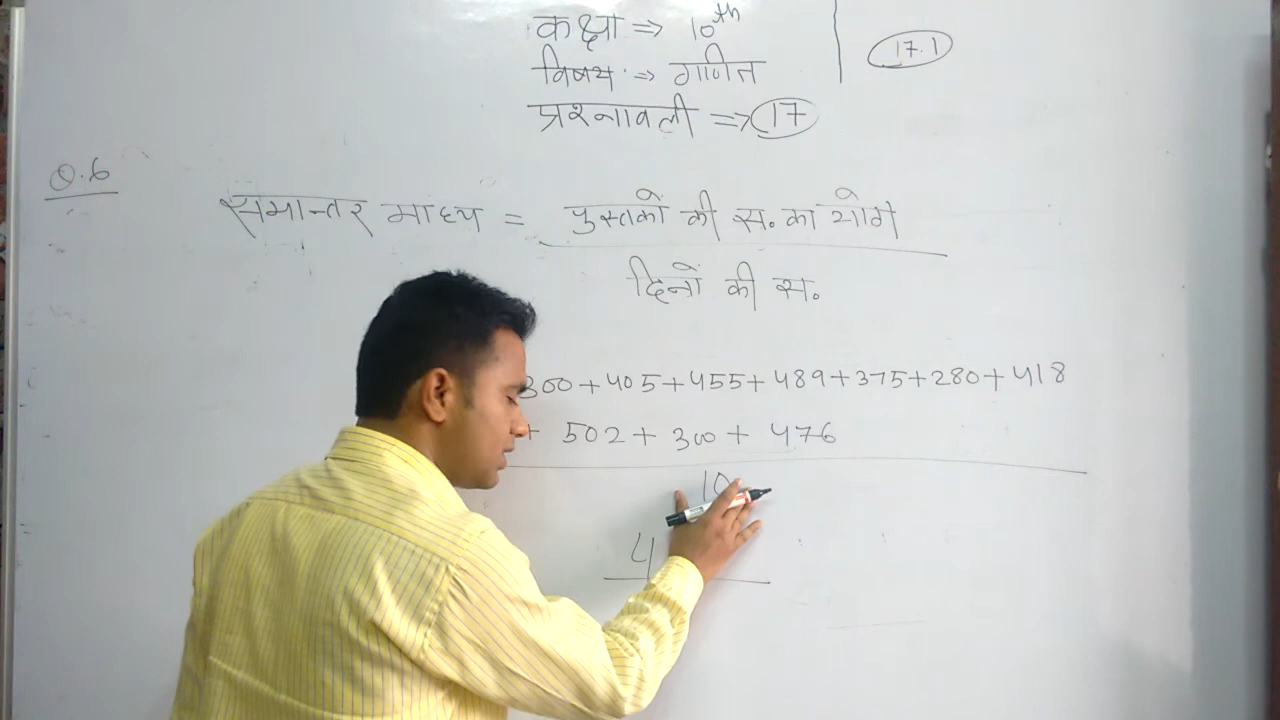 कक्षा ⇒ 10th
17.1
विषय ⇒ गणित
प्रश्नावली ⇒ 17
Q.6
समान्तर माध्य = पुस्तकों की स. का योग
दिनों की स.
300 + 405 + 455 + 489 + 375 + 280 + 418
+ 502 + 300 + 476
10
4